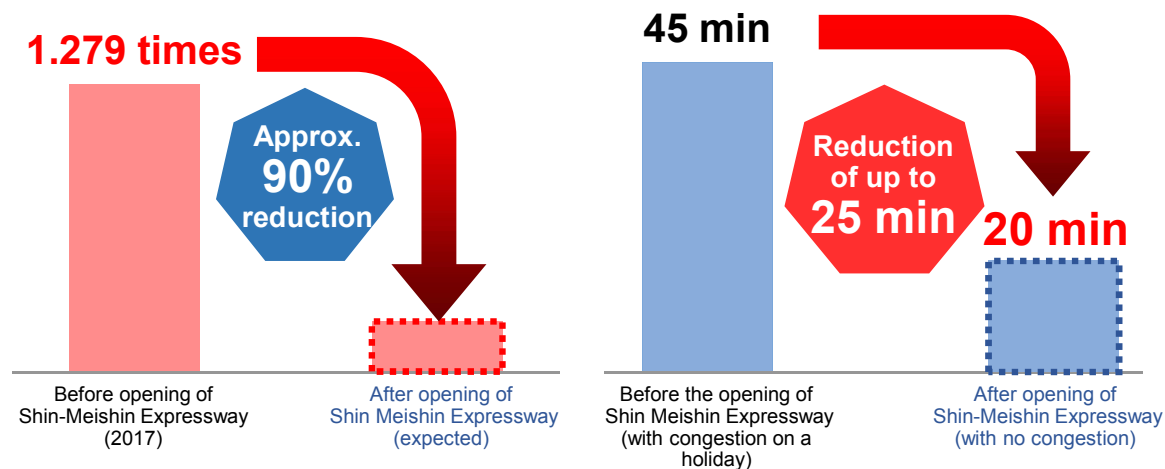 1.279 times
Approx.
90%
reduction
Before opening of
Shin-Meishin Expressway
(2017)
After opening of
Shin Meishin Expressway
(expected)
45 min
Reduction
of up to
25 min
20 min
Before the opening of
Shin Meishin Expressway
(with congestion on a
holiday)
After opening of
Shin-Meishin Expressway
(with no congestion)